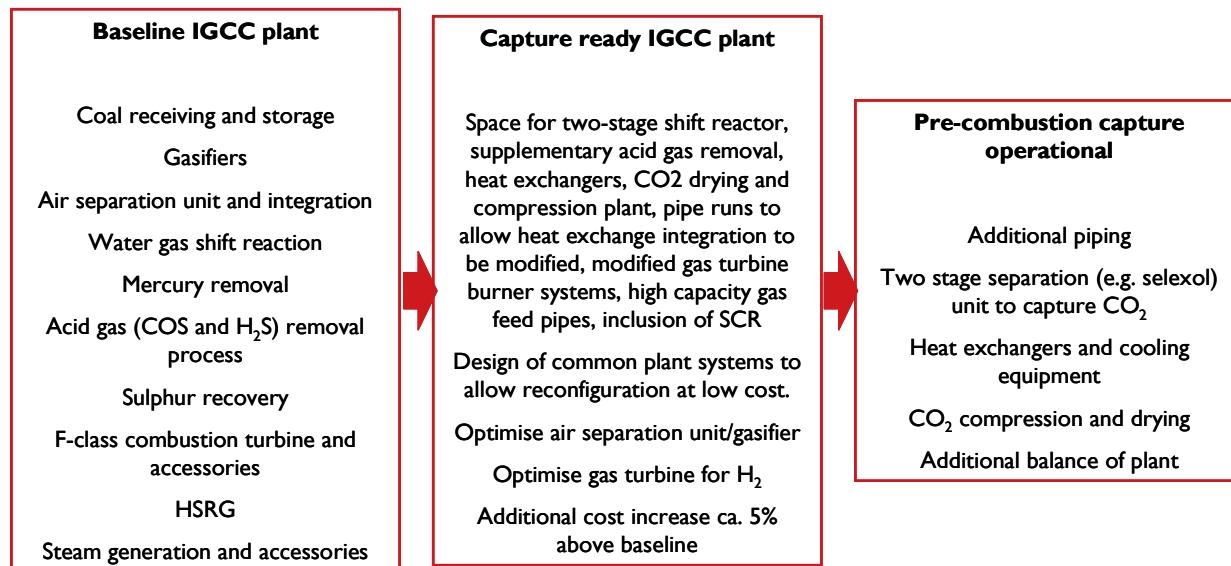 Baseline IGCC plant
Coal receiving and storage
Gasifiers
Air separation unit and integration
Water gas shift reaction
Mercury removal
Acid gas (COS and H₂S) removal
process
Sulphur recovery
F-class combustion turbine and
accessories
HSRG
Steam generation and accessories
Capture ready IGCC plant
Space for two-stage shift reactor,
supplementary acid gas removal,
heat exchangers, CO2 drying and
compression plant, pipe runs to
allow heat exchange integration to
be modified, modified gas turbine
burner systems, high capacity gas
feed pipes, inclusion of SCR
Design of common plant systems to
allow reconfiguration at low cost.
Optimise air separation unit/gasifier
Optimise gas turbine for H₂
Additional cost increase ca. 5%
above baseline
Pre-combustion capture
operational
Additional piping
Two stage separation (e.g. selexol)
unit to capture CO₂
Heat exchangers and cooling
equipment
CO₂ compression and drying
Additional balance of plant